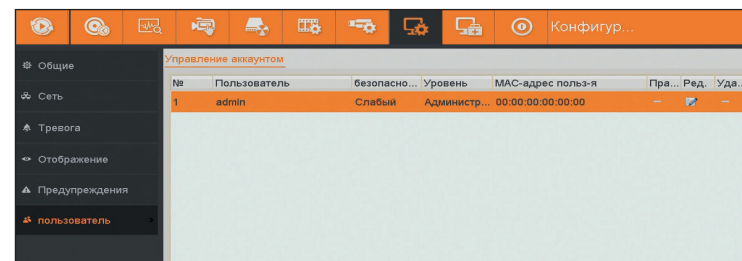 Конфигур...
Управление аккаунтом
Общие
Сеть
Тревога
Отображение
Предупреждения
пользователь
№ Пользователь безопасно... Уровень MAC-адрес польз-я Пра... Ред. Уда...
1 admin Слабый Администр... 00:00:00:00:00:00 — —